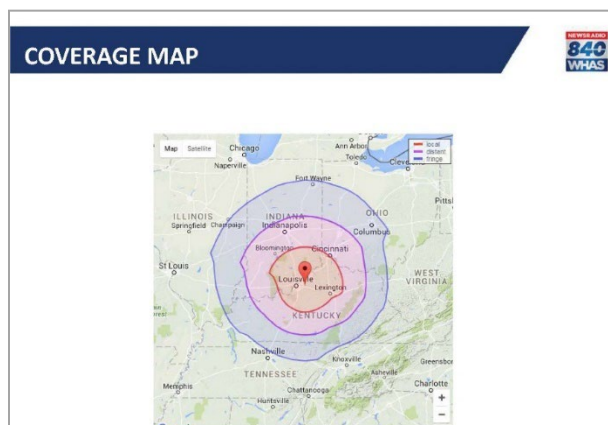 COVERAGE MAP
NEWSRADIO
840
WHAS
Map Satellite
local
distant
fringe
Chicago
Naperville
Ann Arbor
Toledo
Fort Wayne
ILLINOIS
Springfield
Champaign
INDIANA
Indianapolis
OHIO
Columbus
Bloomington
Cincinnati
St Louis
Louisville
Lexington
WEST
VIRGINIA
KENTUCKY
Nashville
Knoxville
TENNESSEE
Asheville
Greensbor
Memphis
Chattanooga
Charlotte
Huntsville
+
−